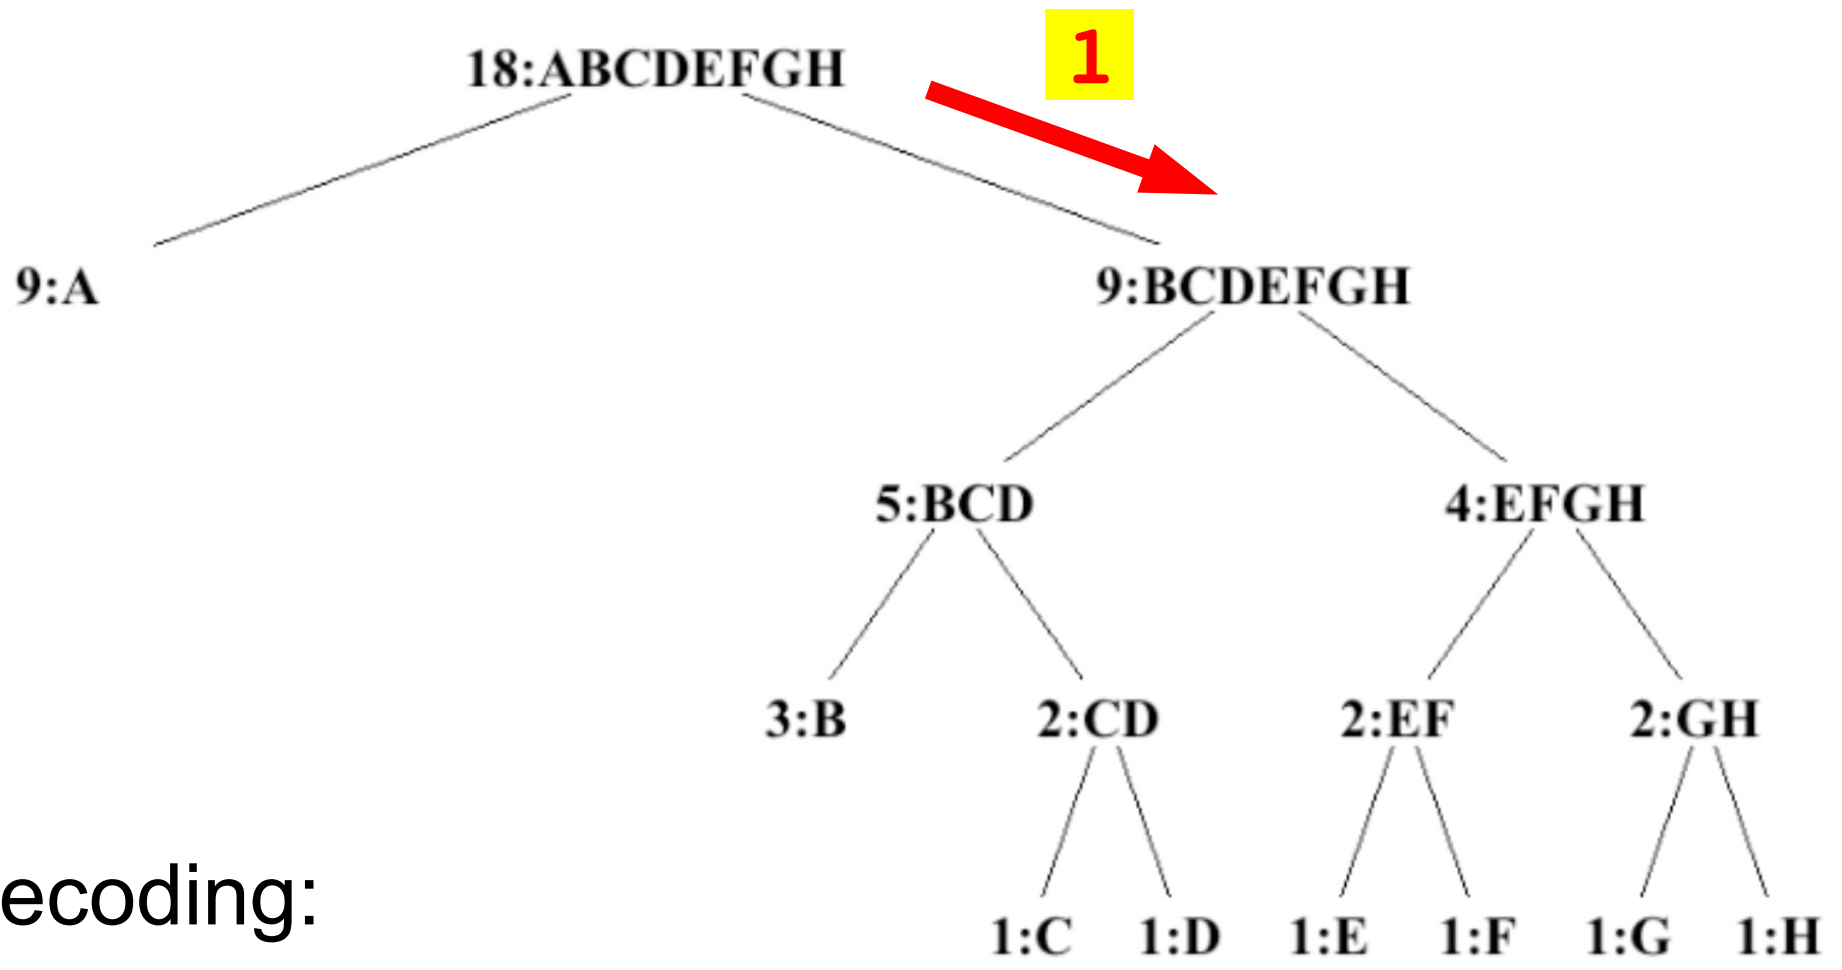 1
18:ABCDEFGH
9:A 9:BCDEFGH
5:BCD 4:EFGH
3:B 2:CD 2:EF 2:GH
ecoding:
1:C 1:D 1:E 1:F 1:G 1:H